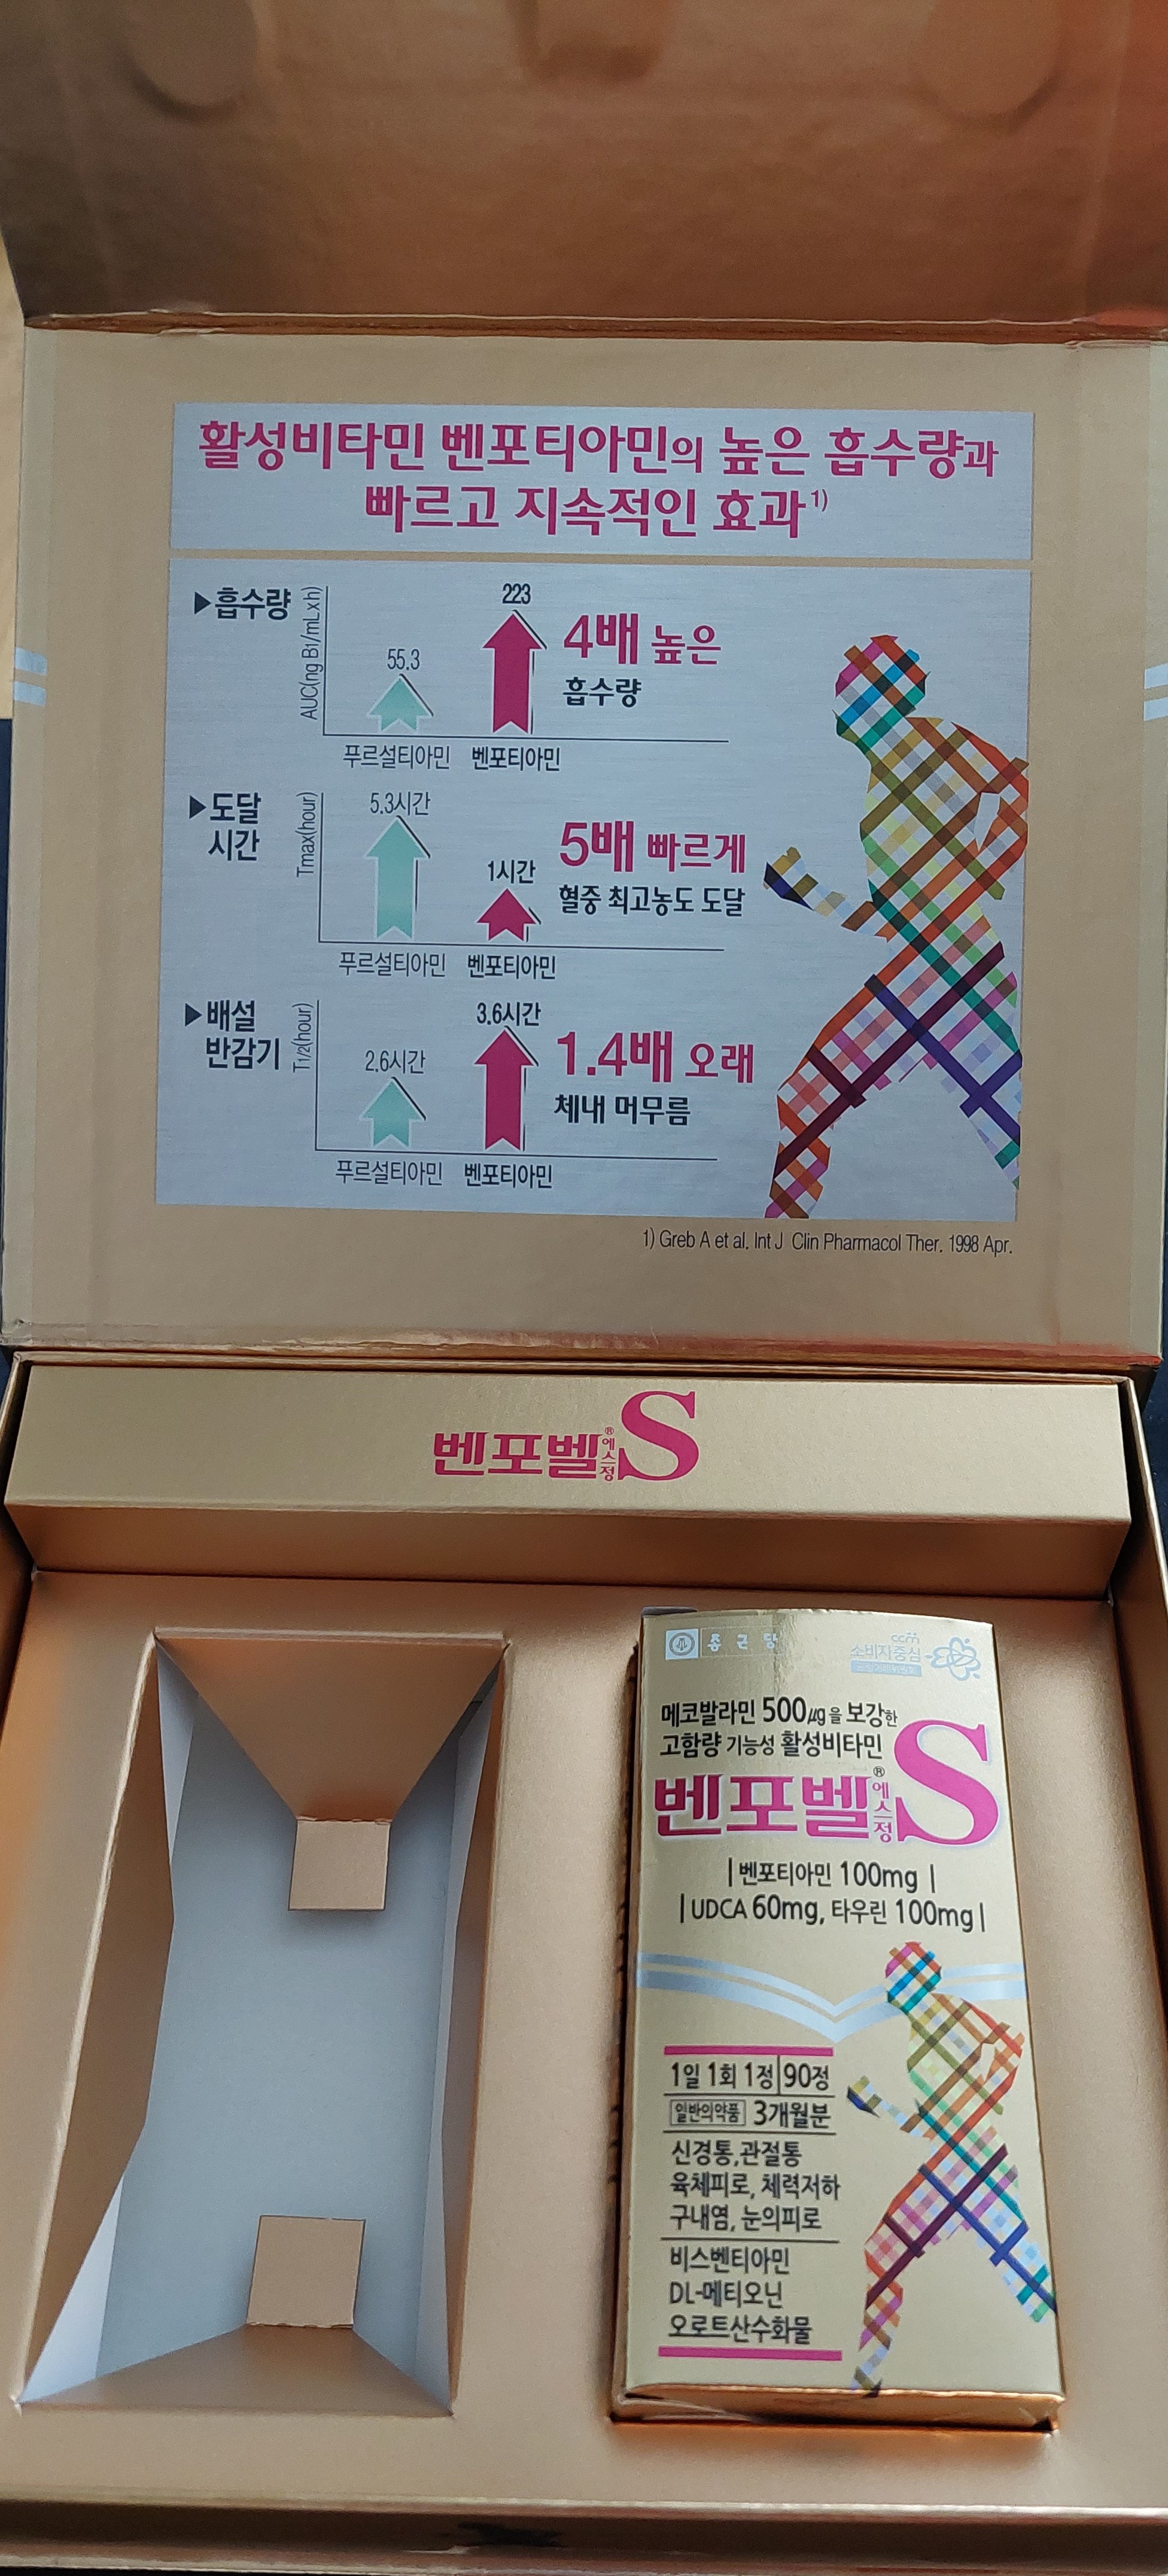 활성비타민 벤포티아민의 높은 흡수량과
빠르고 지속적인 효과1)
▶흡수량
AUC(ng B1/mLxh)
55.3
223
푸르설티아민
벤포티아민
4배 높은
흡수량
▶도달
시간
Tmax(hour)
5.3시간
1시간
푸르설티아민
벤포티아민
5배 빠르게
혈중 최고농도 도달
▶배설
반감기
T1/2(hour)
2.6시간
3.6시간
푸르설티아민
벤포티아민
1.4배 오래
체내 머무름
1) Greb A et al. Int J Clin Pharmacol Ther. 1998 Apr.
벤포벨® 에스정 S
종근당
ccm
소비자중심
메코발라민 500㎍을 보강한
고함량 기능성 활성비타민
벤포벨® 에스정 S
|벤포티아민 100mg|
|UDCA 60mg, 타우린 100mg|
1일 1회 1정|90정
일반의약품 3개월분
신경통,관절통
육체피로, 체력저하
구내염, 눈의피로
비스벤티아민
DL-메티오닌
오로트산수화물